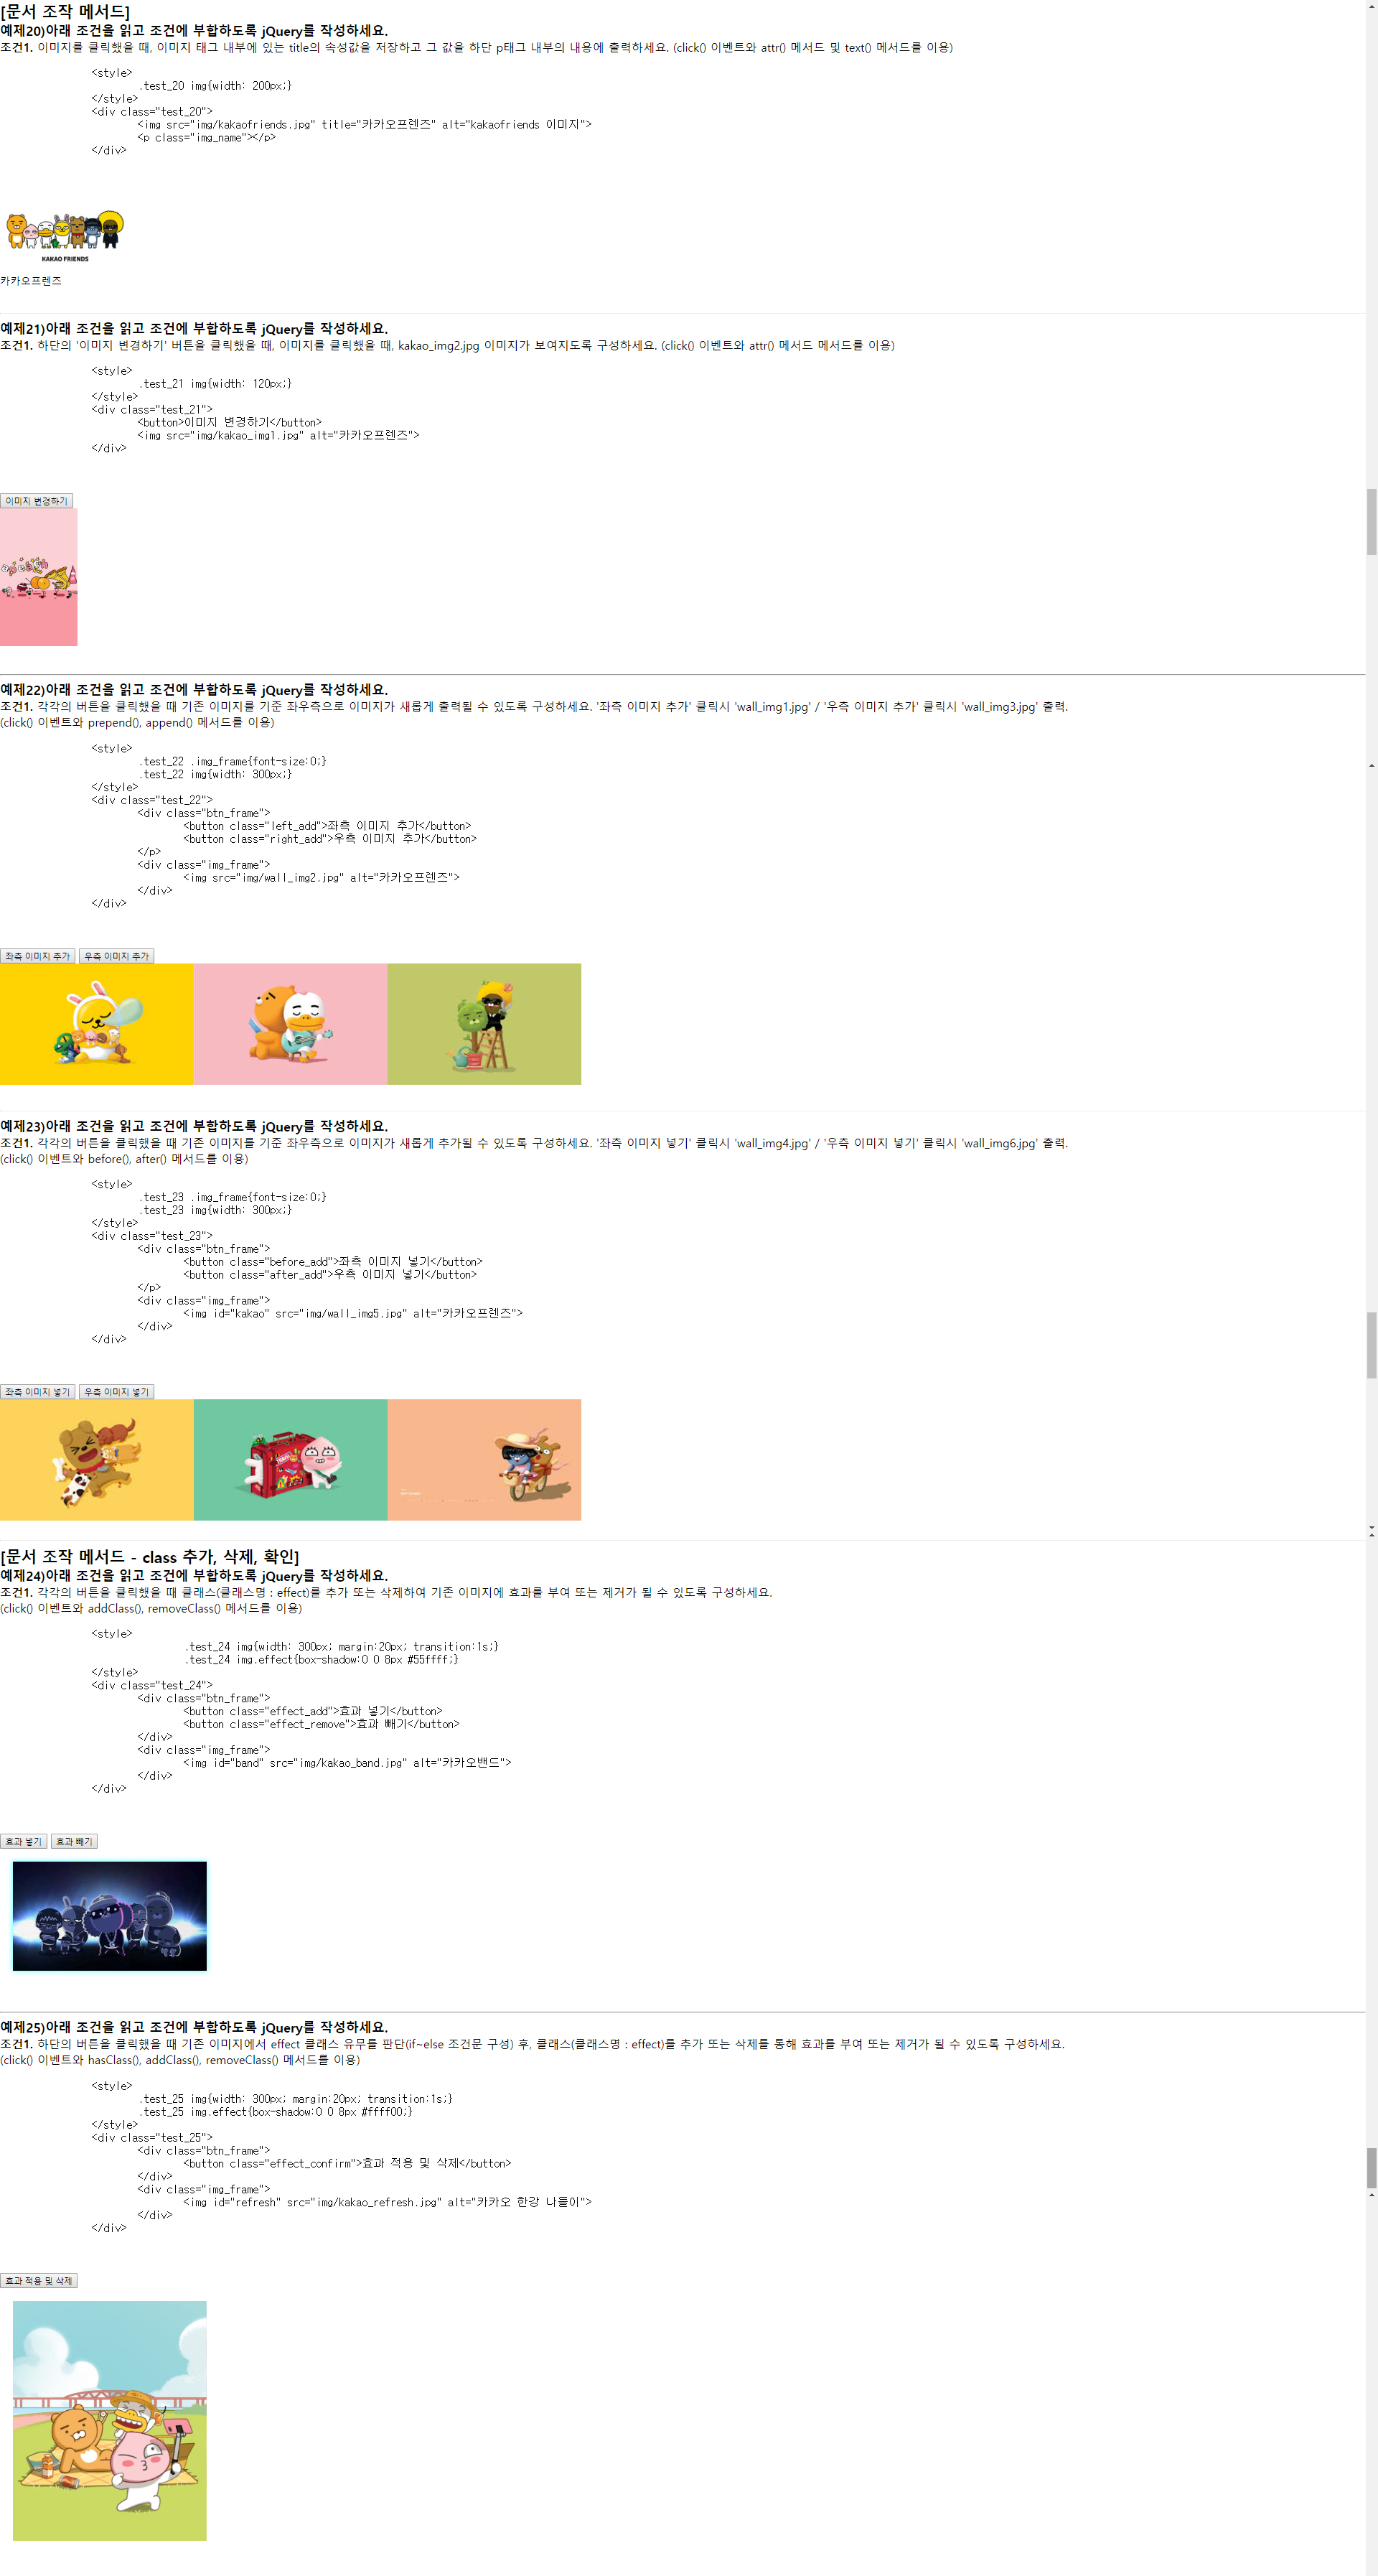 [문서 조작 메서드]
예제20)아래 조건을 읽고 조건에 부합하도록 jQuery를 작성하세요.
조건1. 이미지를 클릭했을 때, 이미지 태그 내부에 있는 title의 속성값을 저장하고 그 값을 하단 p태그 내부의 내용에 출력하세요. (click() 이벤트와 attr() 메서드 및 text() 메서드를 이용)
<style>
.test_20 img{width: 200px;}
</style>
<div class="test_20">
<img src="img/kakaofriends.jpg" title="카카오프렌즈" alt="kakaofriends 이미지">
<p class="img_name"></p>
</div>
KAKAO FRIENDS
카카오프렌즈
예제21)아래 조건을 읽고 조건에 부합하도록 jQuery를 작성하세요.
조건1. 하단의 '이미지 변경하기' 버튼을 클릭했을 때, 이미지를 클릭했을 때, kakao_img2.jpg 이미지가 보여지도록 구성하세요. (click() 이벤트와 attr() 메서드 메서드를 이용)
<style>
.test_21 img{width: 120px;}
</style>
<div class="test_21">
<button>이미지 변경하기</button>
<img src="img/kakao_img1.jpg" alt="카카오프렌즈">
</div>
이미지 변경하기
예제22)아래 조건을 읽고 조건에 부합하도록 jQuery를 작성하세요.
조건1. 각각의 버튼을 클릭했을 때 기존 이미지를 기준 좌우측으로 이미지가 새롭게 출력될 수 있도록 구성하세요. '좌측 이미지 추가' 클릭시 'wall_img1.jpg' / '우측 이미지 추가' 클릭시 'wall_img3.jpg' 출력.
(click() 이벤트와 prepend(), append() 메서드를 이용)
<style>
.test_22 .img_frame{font-size:0;}
.test_22 img{width: 300px;}
</style>
<div class="test_22">
<div class="btn_frame">
<button class="left_add">좌측 이미지 추가</button>
<button class="right_add">우측 이미지 추가</button>
</p>
<div class="img_frame">
<img src="img/wall_img2.jpg" alt="카카오프렌즈">
</div>
</div>
좌측 이미지 추가 우측 이미지 추가
예제23)아래 조건을 읽고 조건에 부합하도록 jQuery를 작성하세요.
조건1. 각각의 버튼을 클릭했을 때 기존 이미지를 기준 좌우측으로 이미지가 새롭게 추가될 수 있도록 구성하세요. '좌측 이미지 넣기' 클릭시 'wall_img4.jpg' / '우측 이미지 넣기' 클릭시 'wall_img6.jpg' 출력.
(click() 이벤트와 before(), after() 메서드를 이용)
<style>
.test_23 .img_frame{font-size:0;}
.test_23 img{width: 300px;}
</style>
<div class="test_23">
<div class="btn_frame">
<button class="before_add">좌측 이미지 넣기</button>
<button class="after_add">우측 이미지 넣기</button>
</p>
<div class="img_frame">
<img id="kakao" src="img/wall_img5.jpg" alt="카카오프렌즈">
</div>
</div>
좌측 이미지 넣기 우측 이미지 넣기
[문서 조작 메서드 - class 추가, 삭제, 확인]
예제24)아래 조건을 읽고 조건에 부합하도록 jQuery를 작성하세요.
조건1. 각각의 버튼을 클릭했을 때 클래스(클래스명 : effect)를 추가 또는 삭제하여 기존 이미지에 효과를 부여 또는 제거가 될 수 있도록 구성하세요.
(click() 이벤트와 addClass(), removeClass() 메서드를 이용)
<style>
.test_24 img{width: 300px; margin:20px; transition:1s;}
.test_24 img.effect{box-shadow:0 0 8px #55ffff;}
</style>
<div class="test_24">
<div class="btn_frame">
<button class="effect_add">효과 넣기</button>
<button class="effect_remove">효과 빼기</button>
</div>
<div class="img_frame">
<img id="band" src="img/kakao_band.jpg" alt="카카오밴드">
</div>
</div>
효과 넣기 효과 빼기
예제25)아래 조건을 읽고 조건에 부합하도록 jQuery를 작성하세요.
조건1. 하단의 버튼을 클릭했을 때 기존 이미지에서 effect 클래스 유무를 판단(if~else 조건문 구성) 후, 클래스(클래스명 : effect)를 추가 또는 삭제를 통해 효과를 부여 또는 제거가 될 수 있도록 구성하세요.
(click() 이벤트와 hasClass(), addClass(), removeClass() 메서드를 이용)
<style>
.test_25 img{width: 300px; margin:20px; transition:1s;}
.test_25 img.effect{box-shadow:0 0 8px #ffff00;}
</style>
<div class="test_25">
<div class="btn_frame">
<button class="effect_confirm">효과 적용 및 삭제</button>
</div>
<div class="img_frame">
<img id="refresh" src="img/kakao_refresh.jpg" alt="카카오 한강 나들이">
</div>
</div>
효과 적용 및 삭제